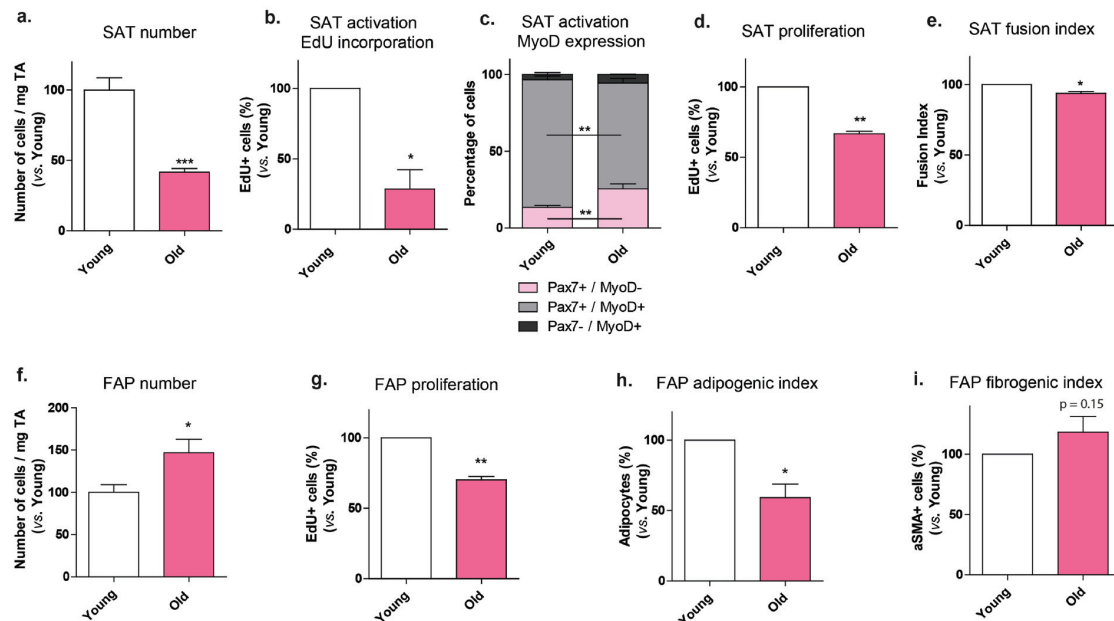 a.
SAT number
Number of cells / mg TA
(vs. Young)
100
50
0
Young
Old
***
b.
SAT activation
EdU incorporation
EdU+ cells (%)
(vs. Young)
100
50
0
Young
Old
*
c.
SAT activation
MyoD expression
Percentage of cells
100
80
60
40
20
0
Young
Old
**
**
Pax7+ / MyoD-
Pax7+ / MyoD+
Pax7- / MyoD+
d.
SAT proliferation
EdU+ cells (%)
(vs. Young)
100
50
0
Young
Old
**
e.
SAT fusion index
Fusion Index
(vs. Young)
100
50
0
Young
Old
*
f.
FAP number
Number of cells / mg TA
(vs. Young)
200
150
100
50
0
Young
Old
*
g.
FAP proliferation
EdU+ cells (%)
(vs. Young)
100
50
0
Young
Old
**
h.
FAP adipogenic index
Adipocytes (%)
(vs. Young)
100
50
0
Young
Old
*
i.
FAP fibrogenic index
p = 0.15
aSMA+ cells (%)
(vs. Young)
100
50
0
Young
Old